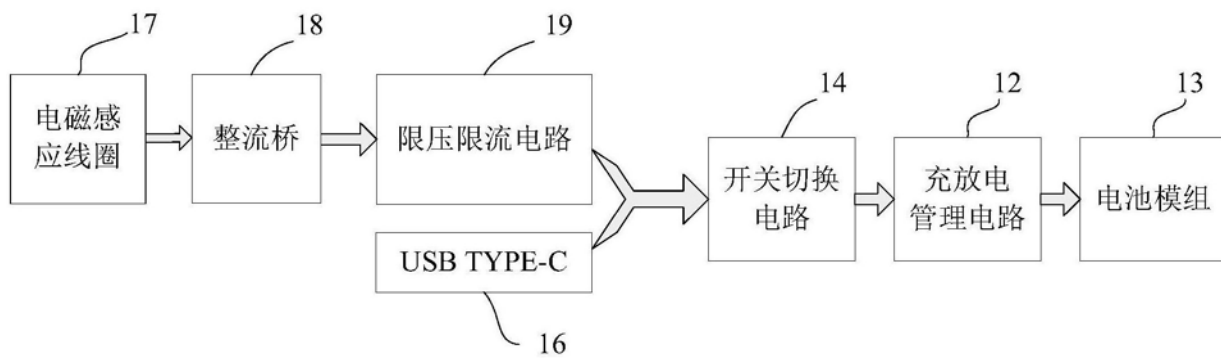 17
18
19
14
12
13
电磁感
应线圈
整流桥
限压限流电路
开关切换
电路
充放电
管理电路
电池模组
USB TYPE-C
16